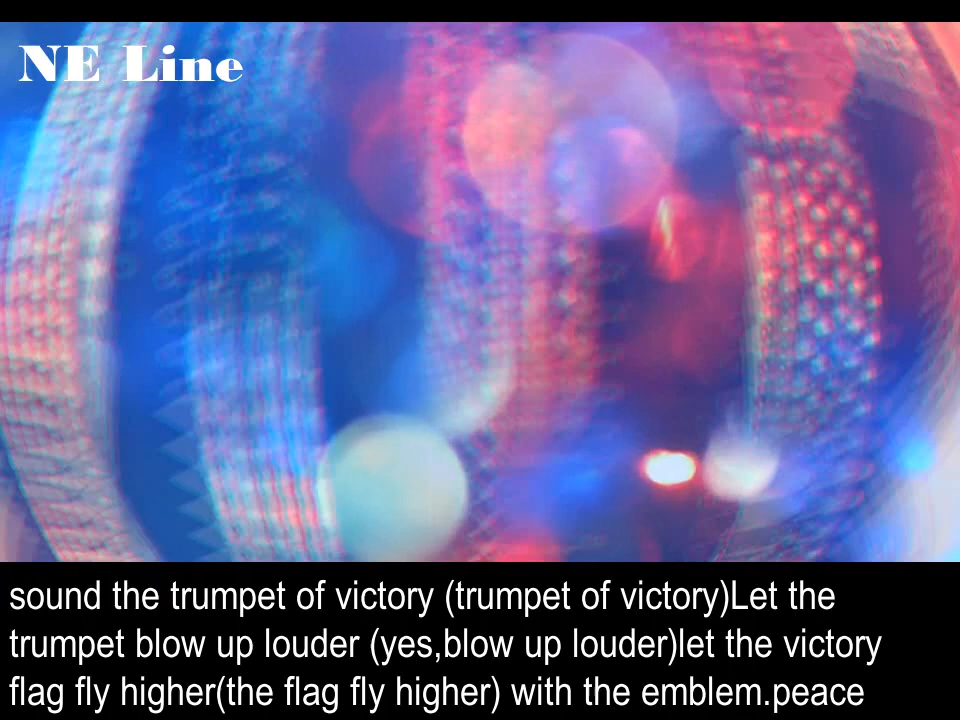 NE Line
sound the trumpet of victory (trumpet of victory)Let the
trumpet blow up louder (yes,blow up louder)let the victory
flag fly higher(the flag fly higher) with the emblem.peace